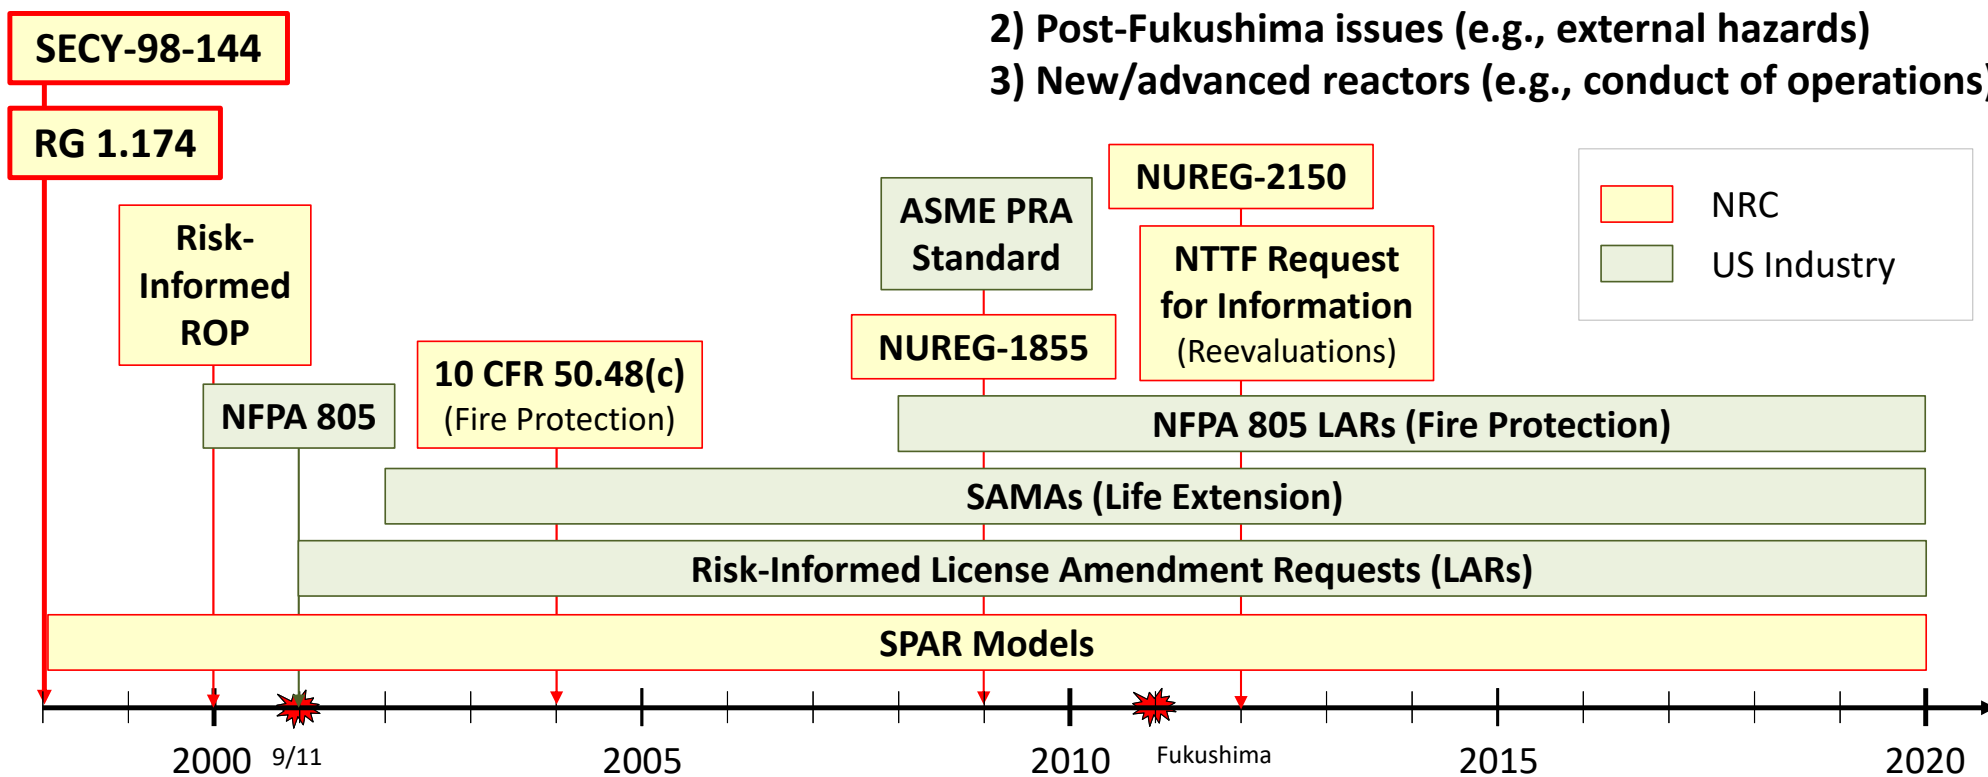 SECY-98-144
2) Post-Fukushima issues (e.g., external hazards)
3) New/advanced reactors (e.g., conduct of operations)
RG 1.174
NUREG-2150
NRC
US Industry
ASME PRA
Standard
Risk-
Informed
ROP
NTTF Request
for Information
(Reevaluations)
NUREG-1855
10 CFR 50.48(c)
(Fire Protection)
NFPA 805
NFPA 805 LARs (Fire Protection)
SAMAs (Life Extension)
Risk-Informed License Amendment Requests (LARs)
SPAR Models
2000
9/11
2005
2010
Fukushima
2015
2020